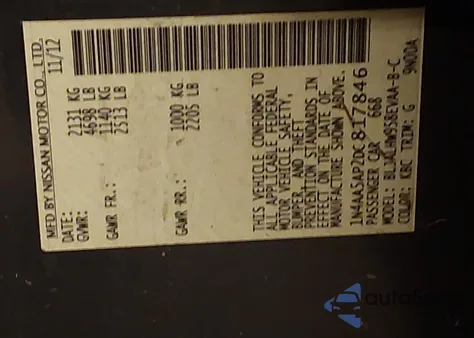 MFD BY NISSAN MOTOR CO., LTD.
DATE: 11/12
GVWR: 2131 KG
4698 LB
GAWR FR.: 1140 KG
2513 LB
GAWR RR.: 1000 KG
2205 LB
THIS VEHICLE CONFORMS TO
ALL APPLICABLE FEDERAL
MOTOR VEHICLE SAFETY,
BUMPER, AND THEFT
PREVENTION STANDARDS IN
EFFECT ON THE DATE OF
MANUFACTURE SHOWN ABOVE.
1N4AA5AP2DC817846
PASSENGER CAR 668
MODEL:
COLOR: KBC TRIM: G 9N00A